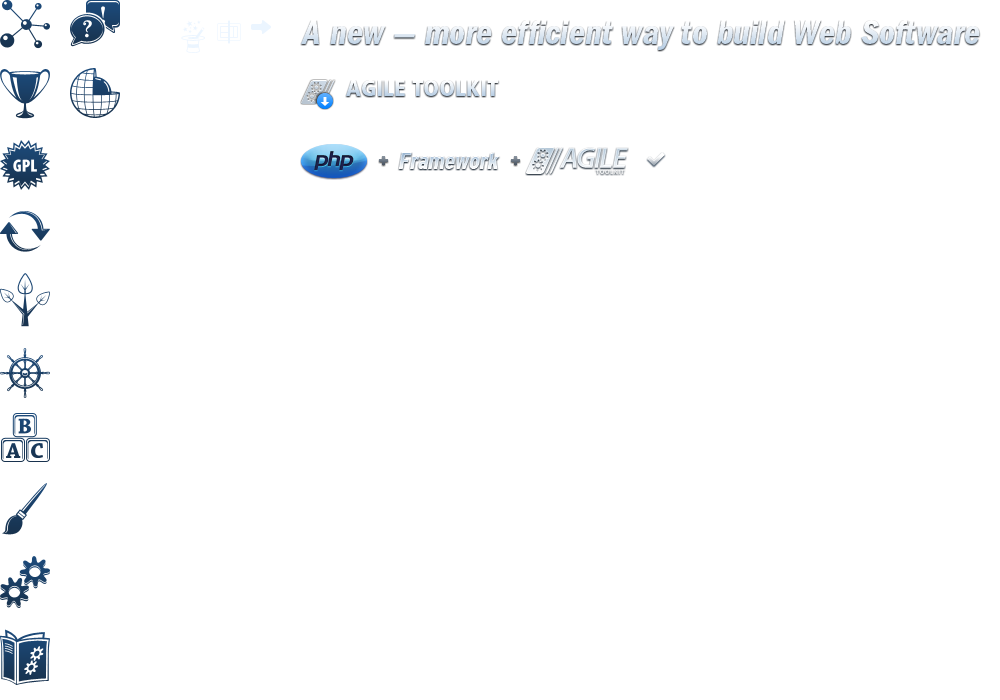 A new — more efficient way to build Web Software
AGILE TOOLKIT
php + Framework + AGILE TOOLKIT
? !
GPL
B
A C